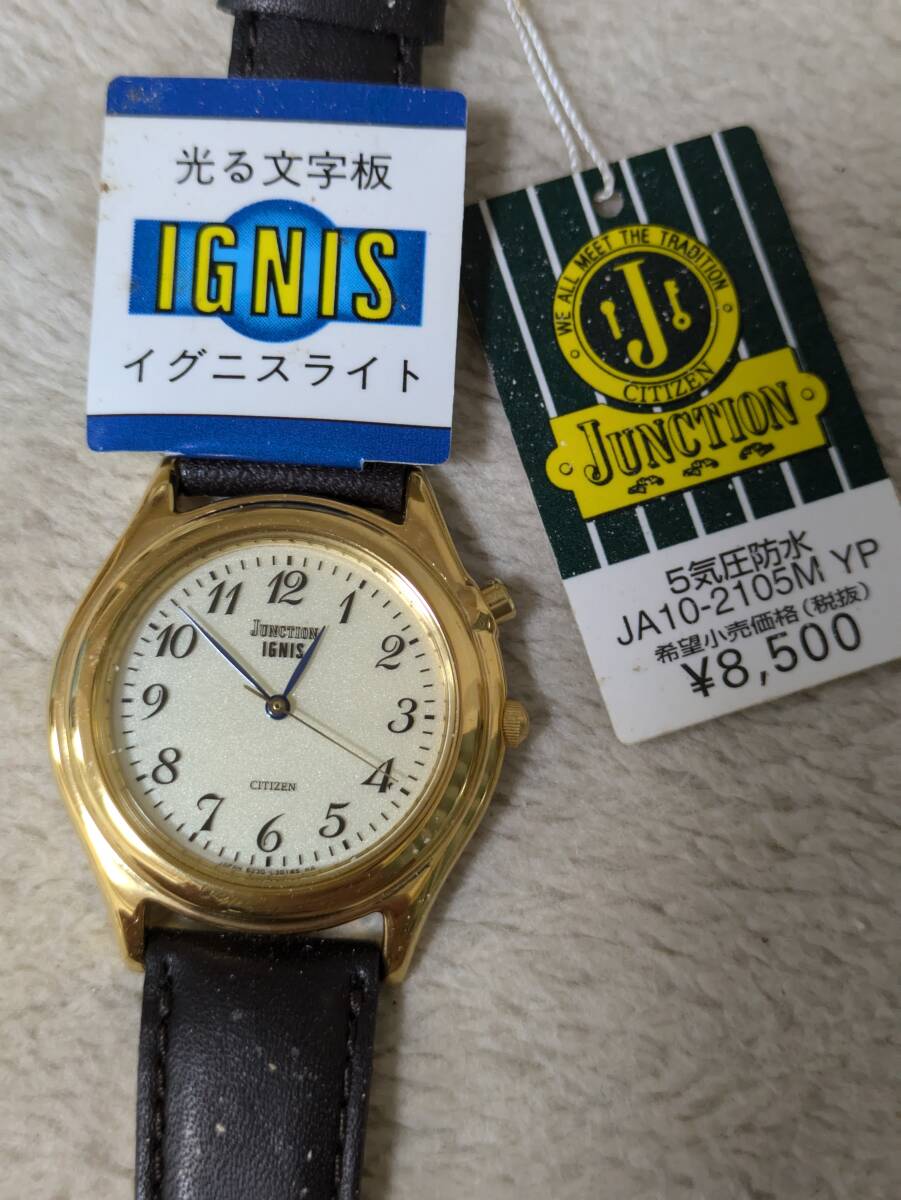 光る文字板
IGNIS
イグニスライト
WE ALL MEET THE TRADITION
J
CITIZEN
JUNCTION
5気圧防水
JA10-2105M YP
希望小売価格(税抜)
¥8,500
12
1
2
3
4
5
6
7
8
9
10
11
JUNCTION
IGNIS
CITIZEN